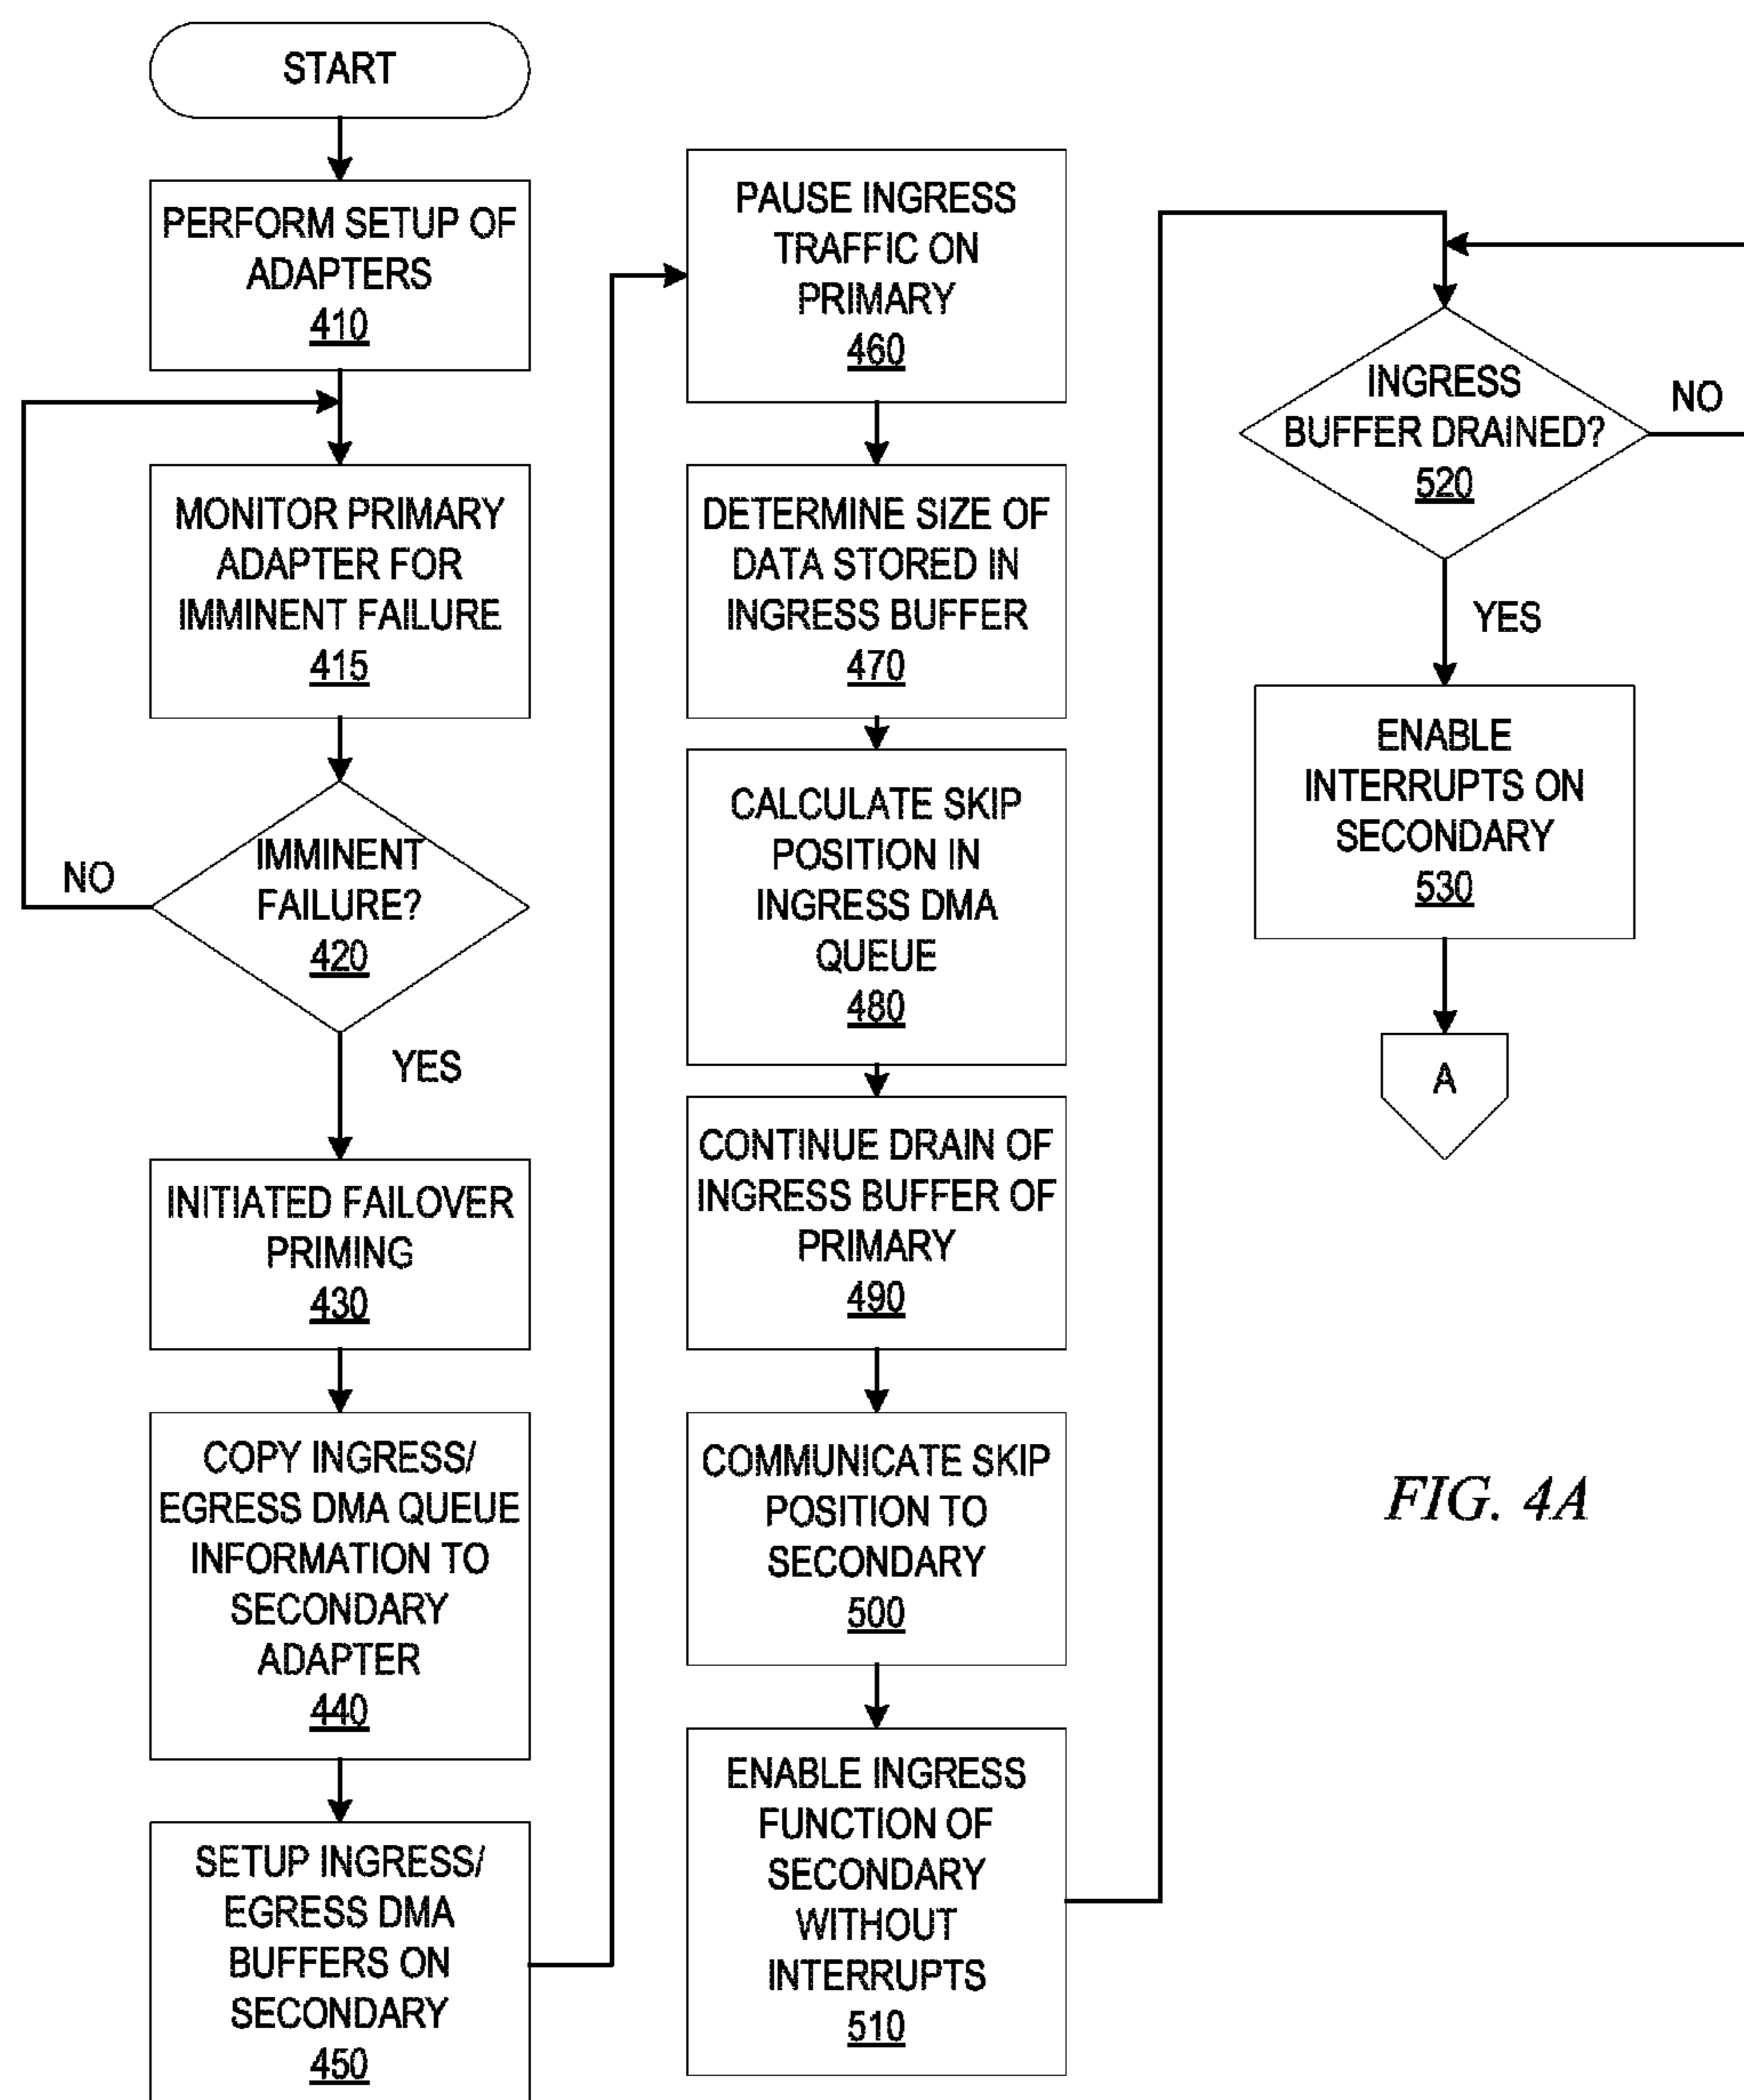 START
PERFORM SETUP OF
ADAPTERS
410
MONITOR PRIMARY
ADAPTER FOR
IMMINENT FAILURE
415
IMMINENT
FAILURE?
420
NO
YES
INITIATED FAILOVER
PRIMING
430
COPY INGRESS/
EGRESS DMA QUEUE
INFORMATION TO
SECONDARY
ADAPTER
440
SETUP INGRESS/
EGRESS DMA
BUFFERS ON
SECONDARY
450
PAUSE INGRESS
TRAFFIC ON
PRIMARY
460
DETERMINE SIZE OF
DATA STORED IN
INGRESS BUFFER
470
CALCULATE SKIP
POSITION IN
INGRESS DMA
QUEUE
480
CONTINUE DRAIN OF
INGRESS BUFFER OF
PRIMARY
490
COMMUNICATE SKIP
POSITION TO
SECONDARY
500
ENABLE INGRESS
FUNCTION OF
SECONDARY
WITHOUT
INTERRUPTS
510
INGRESS
BUFFER DRAINED?
520
NO
YES
ENABLE
INTERRUPTS ON
SECONDARY
530
A
FIG. 4A